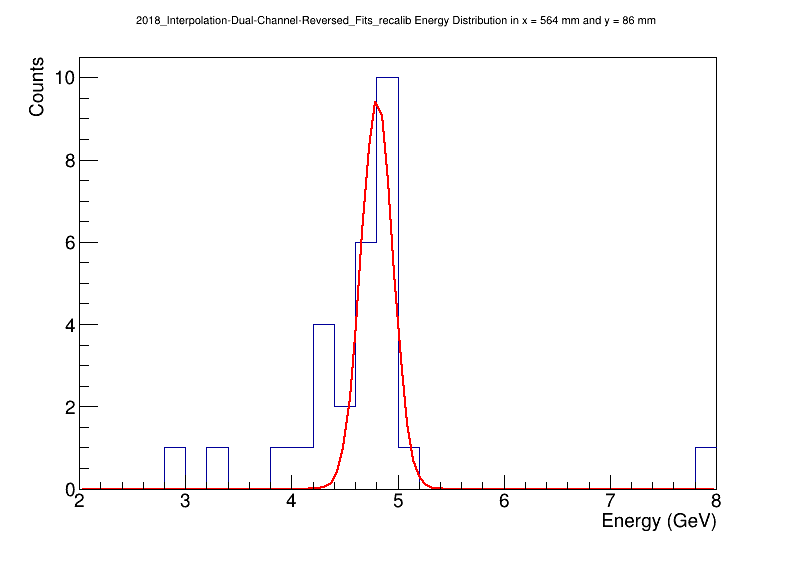 2018_Interpolation-Dual-Channel-Reversed_Fits_recalib Energy Distribution in x = 564 mm and y = 86 mm
Counts
10
8
6
4
2
0
2 3 4 5 6 7 8
Energy (GeV)